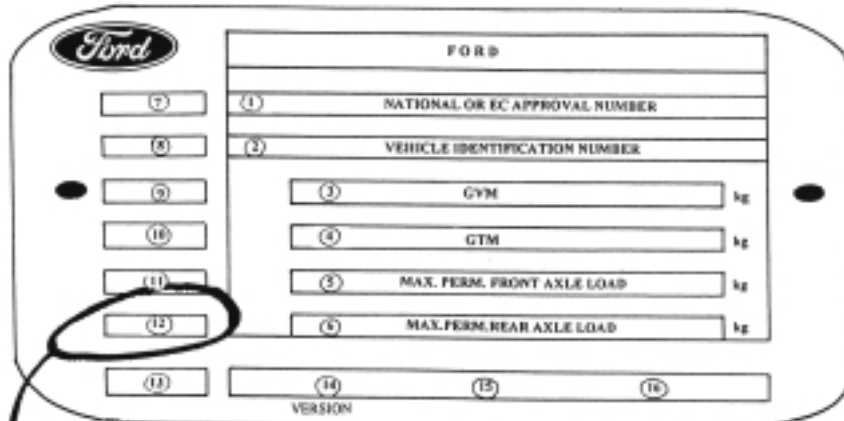 Ford
FORD
7 1 NATIONAL OR EC APPROVAL NUMBER
8 2 VEHICLE IDENTIFICATION NUMBER
9 3 GVM kg
10 4 GTM kg
11 5 MAX. PERM. FRONT AXLE LOAD kg
12 6 MAX.PERM.REAR AXLE LOAD kg
13 14 15 16
VERSION